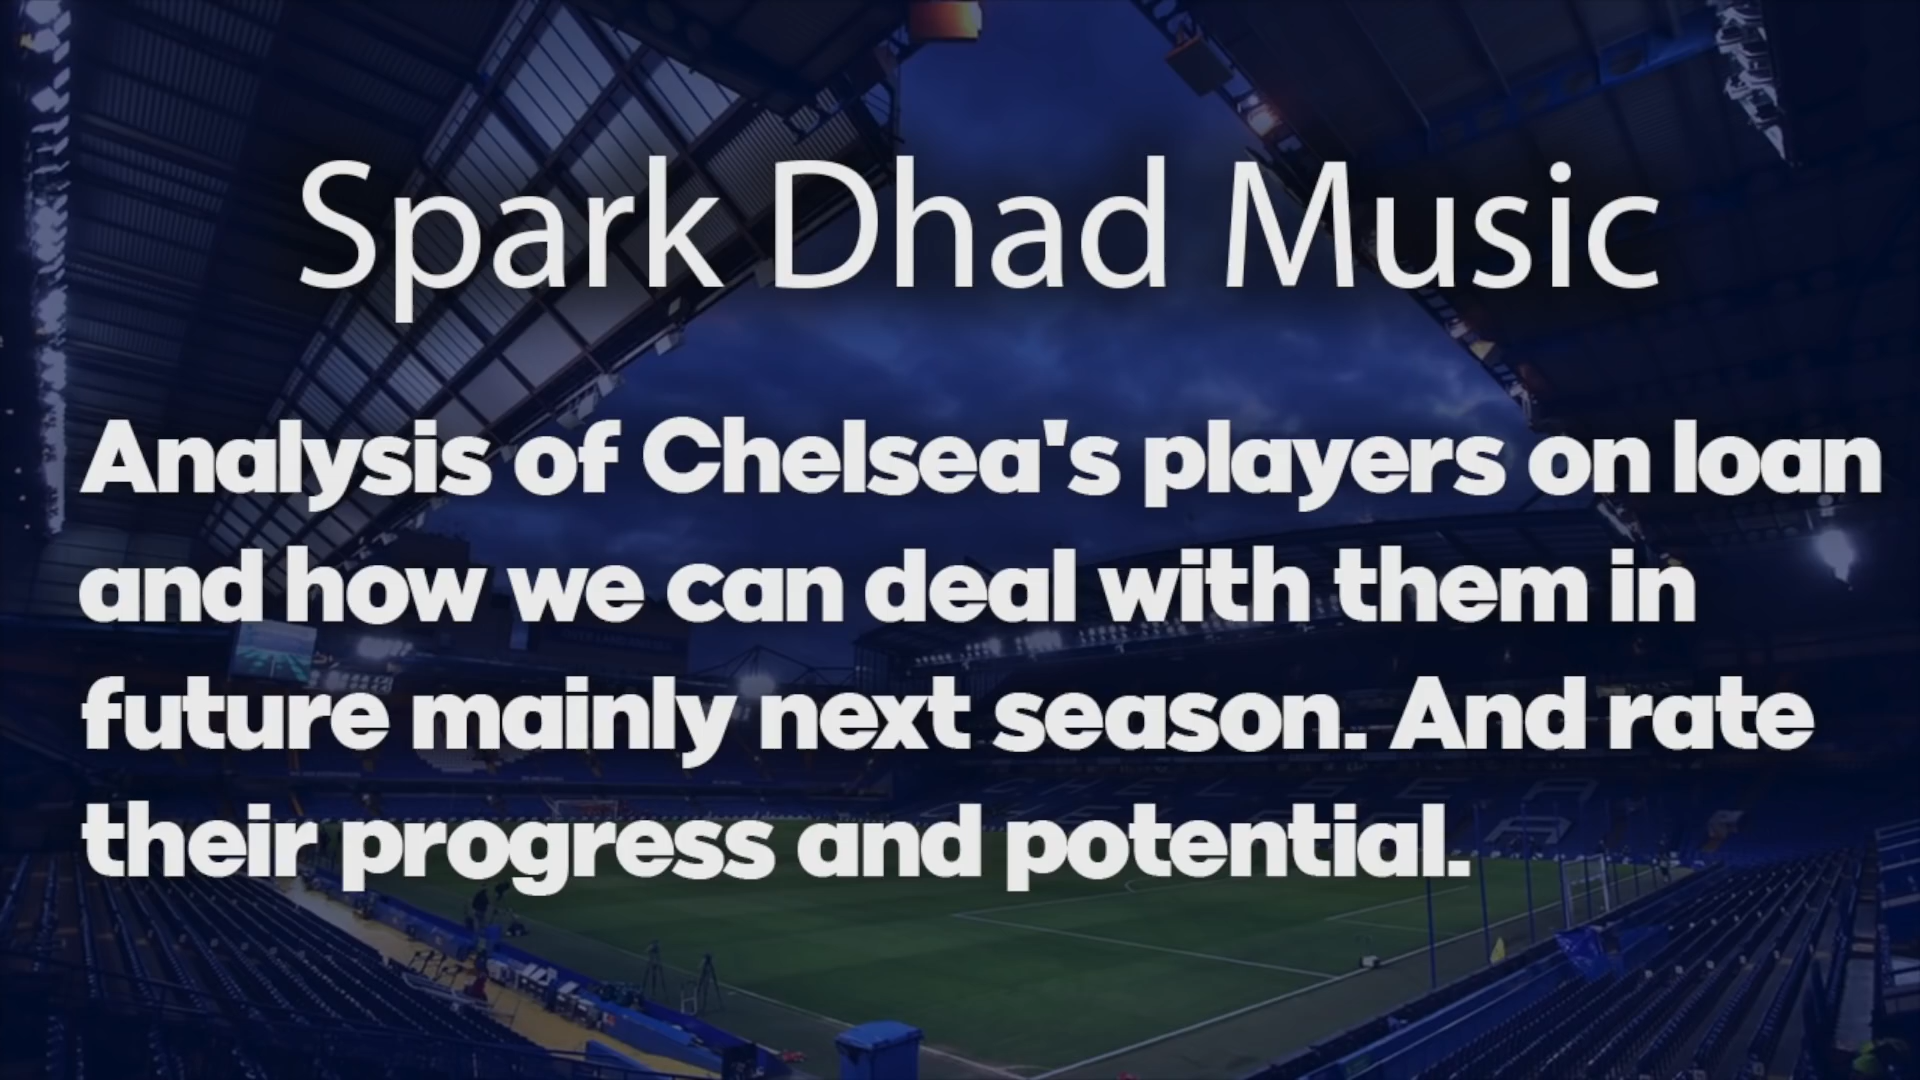 Spark Dhad Music
Analysis of Chelsea's players on loan
and how we can deal with them in
future mainly next season. And rate
their progress and potential.